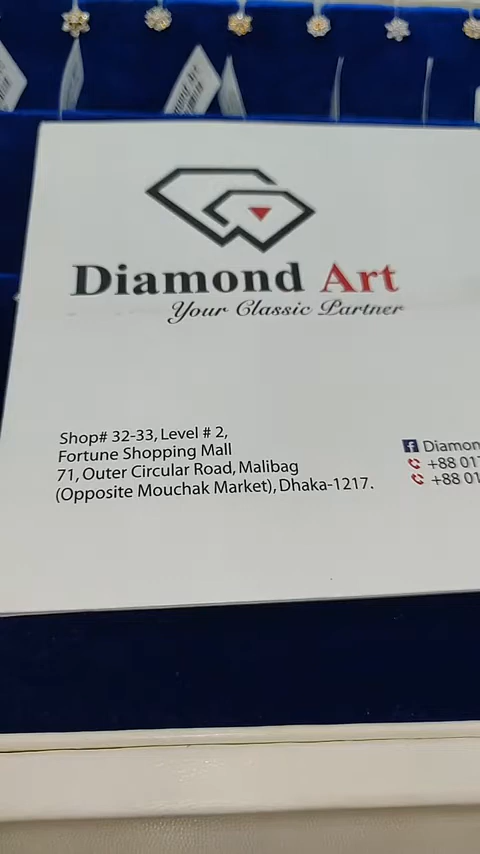 Diamond Art
Your Classic Partner
Shop# 32-33, Level # 2,
Fortune Shopping Mall
71, Outer Circular Road, Malibag
(Opposite Mouchak Market), Dhaka-1217.
Diamon
+88 017
+88 01